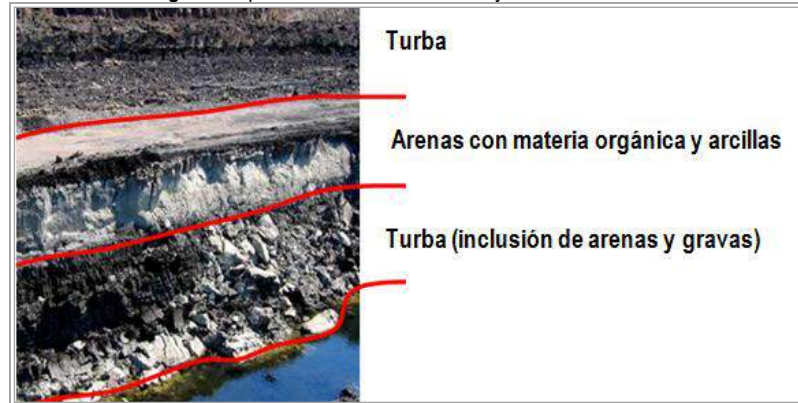 Turba
Arenas con materia orgánica y arcillas
Turba (inclusión de arenas y gravas)